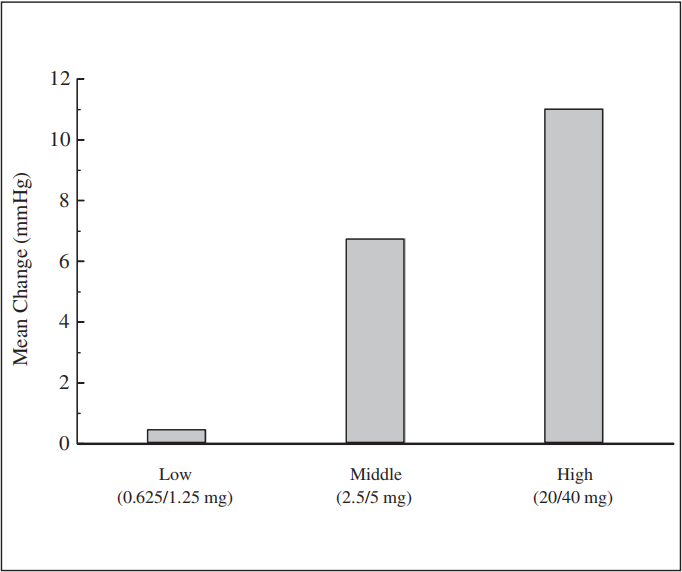 Mean Change (mmHg)
12
10
8
6
4
2
0
Low
(0.625/1.25 mg)
Middle
(2.5/5 mg)
High
(20/40 mg)